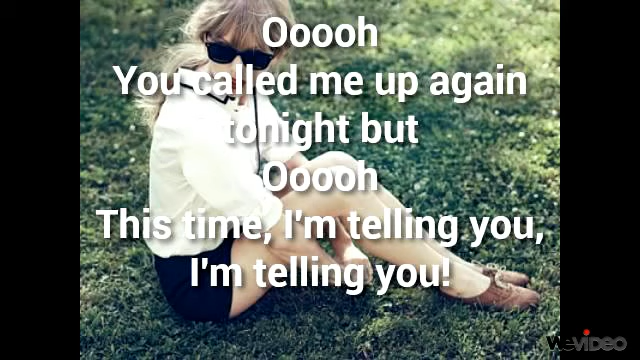 Ooooh
You called me up again
tonight but
Ooooh
This time, I'm telling you,
I'm telling you!
WEVIDEO